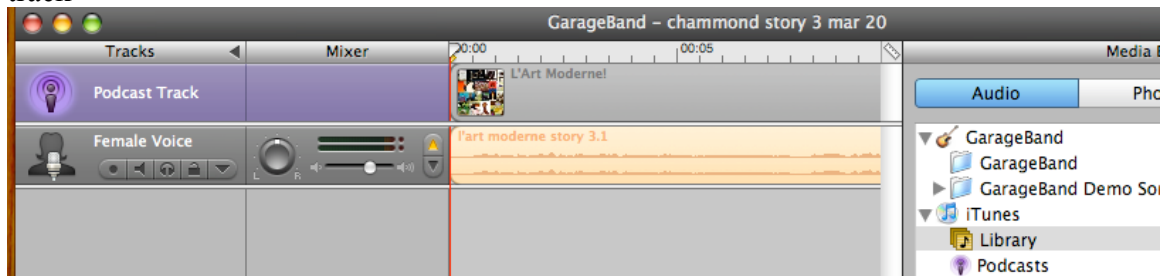 GarageBand – chammond story 3 mar 20
Tracks Mixer 00:00 00:05 Media
Podcast Track L'Art Moderne! Audio Pho
Female Voice l'art moderne story 3.1
L R
GarageBand
GarageBand
GarageBand Demo So
iTunes
Library
Podcasts